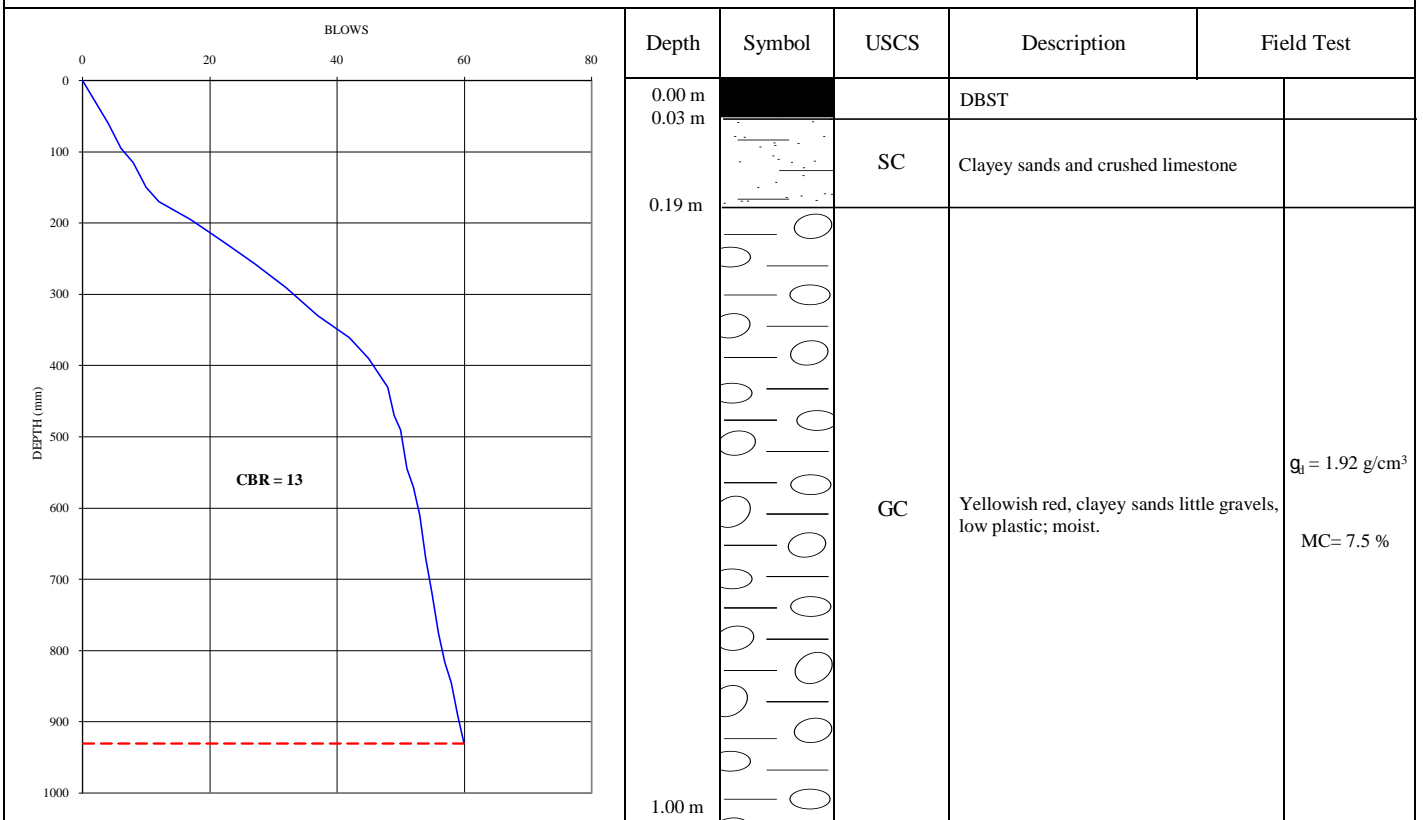 BLOWS
0 20 40 60 80
0
100
200
300
400
500
600
700
800
900
1000
DEPTH (mm)
CBR = 13
Depth Symbol USCS Description Field Test
0.00 m DBST
0.03 m
SC Clayey sands and crushed limestone
0.19 m
GC
Yellowish red, clayey sands little gravels,
low plastic; moist.
gd = 1.92 g/cm³
MC= 7.5 %
1.00 m